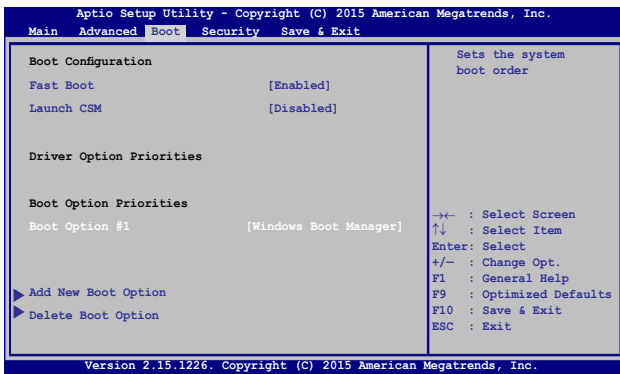 Aptio Setup Utility - Copyright (C) 2015 American Megatrends, Inc.
Main Advanced Boot Security Save & Exit
Boot Configuration
Fast Boot [Enabled]
Launch CSM [Disabled]
Driver Option Priorities
Boot Option Priorities
Boot Option #1 [Windows Boot Manager]
Add New Boot Option
Delete Boot Option
Sets the system
boot order
→← : Select Screen
↑↓ : Select Item
Enter: Select
+/— : Change Opt.
F1 : General Help
F9 : Optimized Defaults
F10 : Save & Exit
ESC : Exit
Version 2.15.1226. Copyright (C) 2015 American Megatrends, Inc.